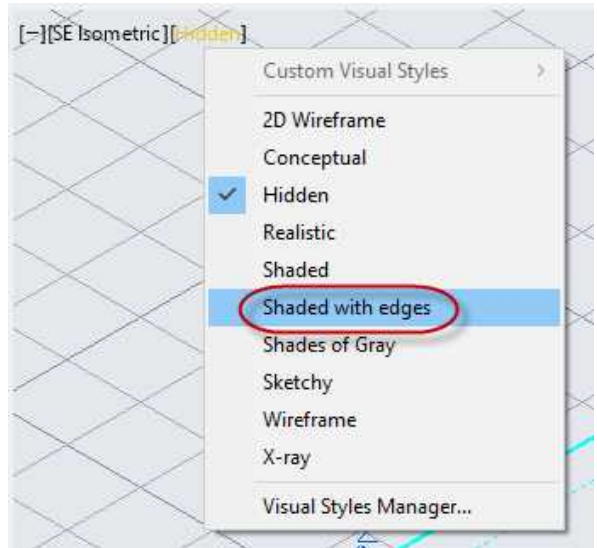 [−][SE Isometric][Hidden]
Custom Visual Styles
2D Wireframe
Conceptual
Hidden
Realistic
Shaded
Shaded with edges
Shades of Gray
Sketchy
Wireframe
X-ray
Visual Styles Manager...